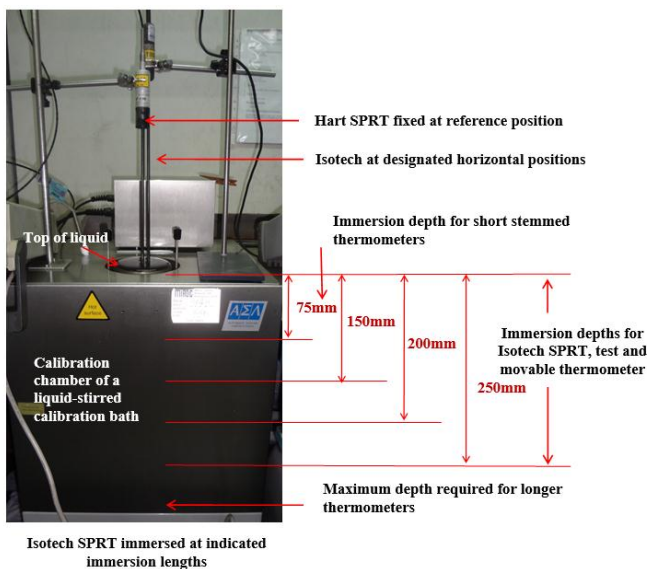 Hart SPRT fixed at reference position
Isotech at designated horizontal positions
Immersion depth for short stemmed
thermometers
Top of liquid
75mm
150mm
200mm
250mm
Immersion depths for
Isotech SPRT, test and
movable thermometer
Hot
surface
ΑΣΛ
Calibration
chamber of a
liquid-stirred
calibration bath
Maximum depth required for longer
thermometers
Isotech SPRT immersed at indicated
immersion lengths